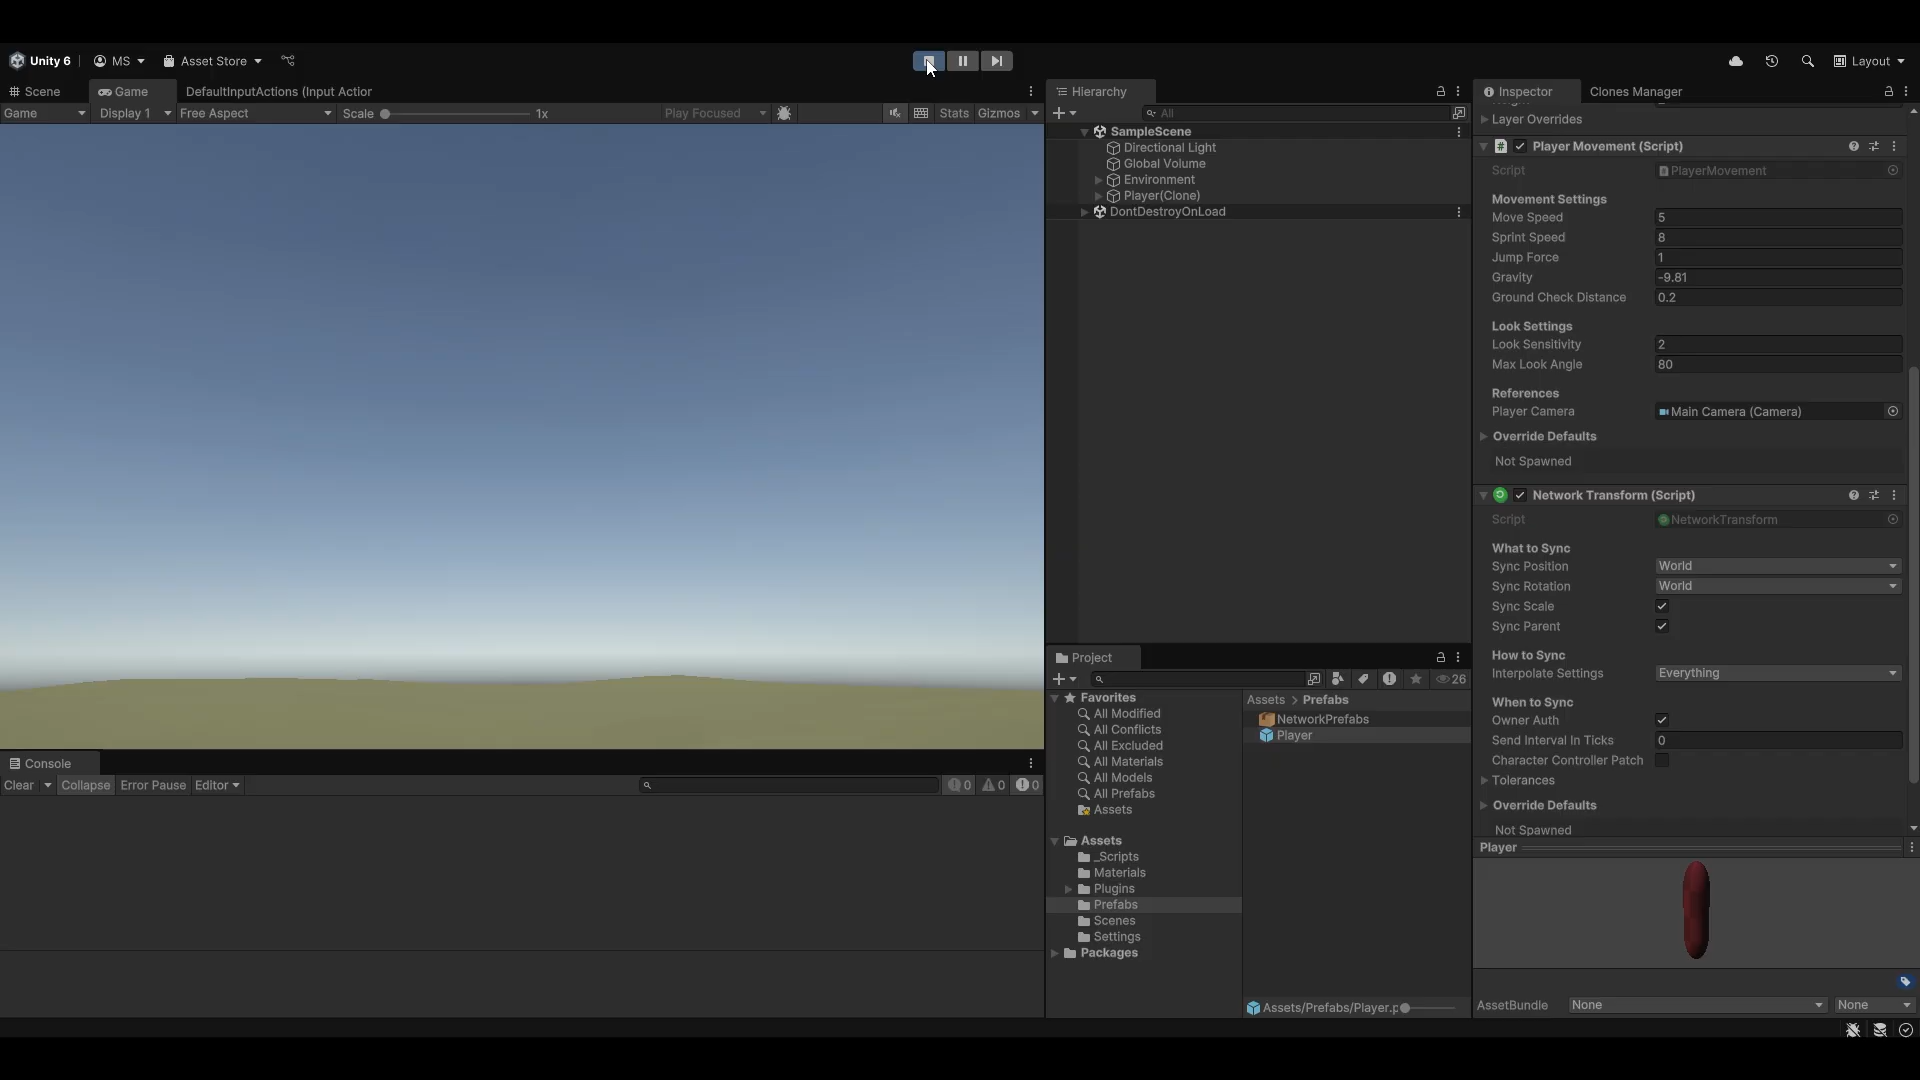 Unity 6
MS
Asset Store
Layout
Scene
Game
DefaultInputActions (Input Actior
Game
Display 1
Free Aspect
Scale
1x
Play Focused
Stats
Gizmos
Hierarchy
All
SampleScene
Directional Light
Global Volume
Environment
Player(Clone)
DontDestroyOnLoad
Project
26
Favorites
All Modified
All Conflicts
All Excluded
All Materials
All Models
All Prefabs
Assets
Assets
_Scripts
Materials
Plugins
Prefabs
Scenes
Settings
Packages
Assets > Prefabs
NetworkPrefabs
Player
Assets/Prefabs/Player.p
Console
Clear
Collapse
Error Pause
Editor
0
0
0
Inspector
Clones Manager
Layer Overrides
Player Movement (Script)
Script PlayerMovement
Movement Settings
Move Speed 5
Sprint Speed 8
Jump Force 1
Gravity -9.81
Ground Check Distance 0.2
Look Settings
Look Sensitivity 2
Max Look Angle 80
References
Player Camera Main Camera (Camera)
Override Defaults
Not Spawned
Network Transform (Script)
Script NetworkTransform
What to Sync
Sync Position World
Sync Rotation World
Sync Scale
Sync Parent
How to Sync
Interpolate Settings Everything
When to Sync
Owner Auth
Send Interval In Ticks 0
Character Controller Patch
Tolerances
Override Defaults
Not Spawned
Player
AssetBundle None None